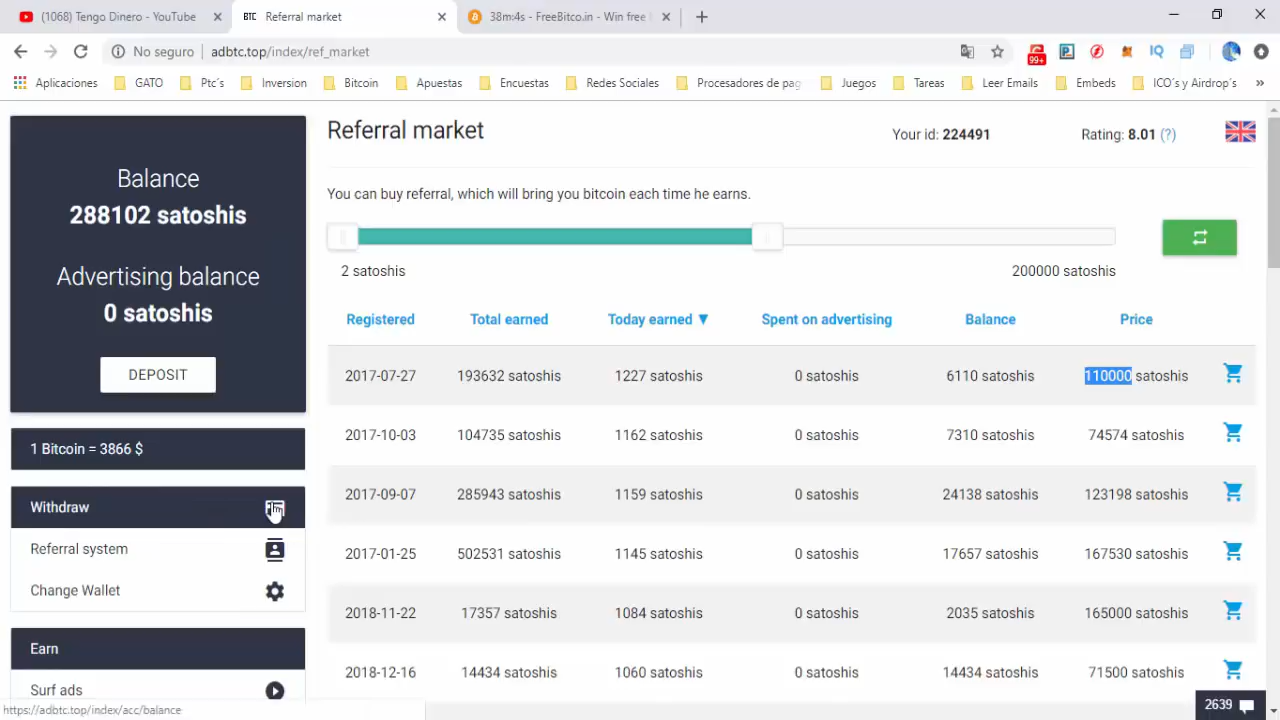 (1068) Tengo Dinero - YouTube
BTC Referral market
38m:4s - FreeBitco.in - Win free
No seguro adbtc.top/index/ref_market
99+
Aplicaciones GATO Ptc´s Inversion Bitcoin Apuestas Encuestas Redes Sociales Procesadores de pag Juegos Tareas Leer Emails Embeds ICO´s y Airdrop´s »
Balance
288102 satoshis
Advertising balance
0 satoshis
DEPOSIT
1 Bitcoin = 3866 $
Withdraw
Referral system
Change Wallet
Earn
Surf ads
https://adbtc.top/index/acc/balance
Referral market
Your id: 224491
Rating: 8.01 (?)
You can buy referral, which will bring you bitcoin each time he earns.
2 satoshis 200000 satoshis
Registered Total earned Today earned ▼ Spent on advertising Balance Price
2017-07-27 193632 satoshis 1227 satoshis 0 satoshis 6110 satoshis 110000 satoshis
2017-10-03 104735 satoshis 1162 satoshis 0 satoshis 7310 satoshis 74574 satoshis
2017-09-07 285943 satoshis 1159 satoshis 0 satoshis 24138 satoshis 123198 satoshis
2017-01-25 502531 satoshis 1145 satoshis 0 satoshis 17657 satoshis 167530 satoshis
2018-11-22 17357 satoshis 1084 satoshis 0 satoshis 2035 satoshis 165000 satoshis
2018-12-16 14434 satoshis 1060 satoshis 0 satoshis 14434 satoshis 71500 satoshis
2639